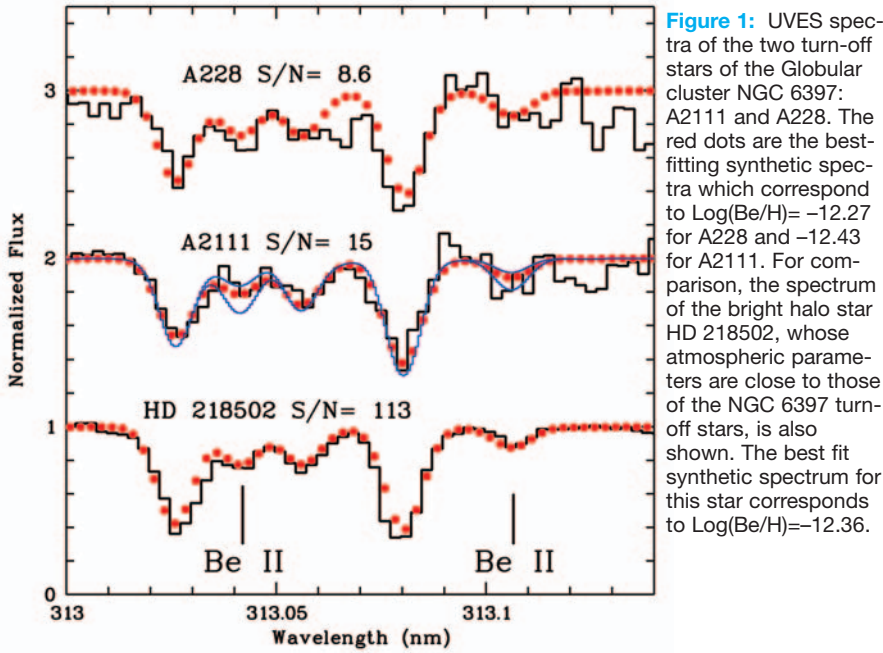 3
2
1
0
Normalized Flux
A228 S/N= 8.6
A2111 S/N= 15
HD 218502 S/N= 113
Be II
Be II
313
313.05
313.1
Wavelength (nm)
Figure 1: UVES spec-
tra of the two turn-off
stars of the Globular
cluster NGC 6397:
A2111 and A228. The
red dots are the best-
fitting synthetic spec-
tra which correspond
to Log(Be/H)= –12.27
for A228 and –12.43
for A2111. For com-
parison, the spectrum
of the bright halo star
HD 218502, whose
atmospheric parame-
ters are close to those
of the NGC 6397 turn-
off stars, is also
shown. The best fit
synthetic spectrum for
this star corresponds
to Log(Be/H)=–12.36.